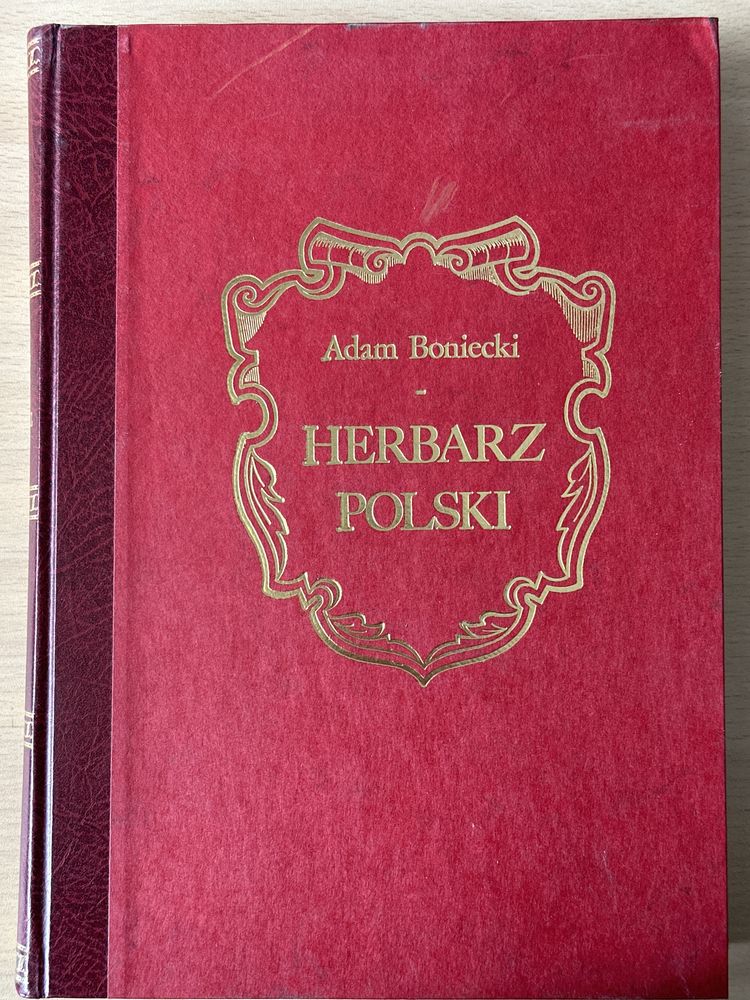 Adam Boniecki
-
HERBARZ
POLSKI